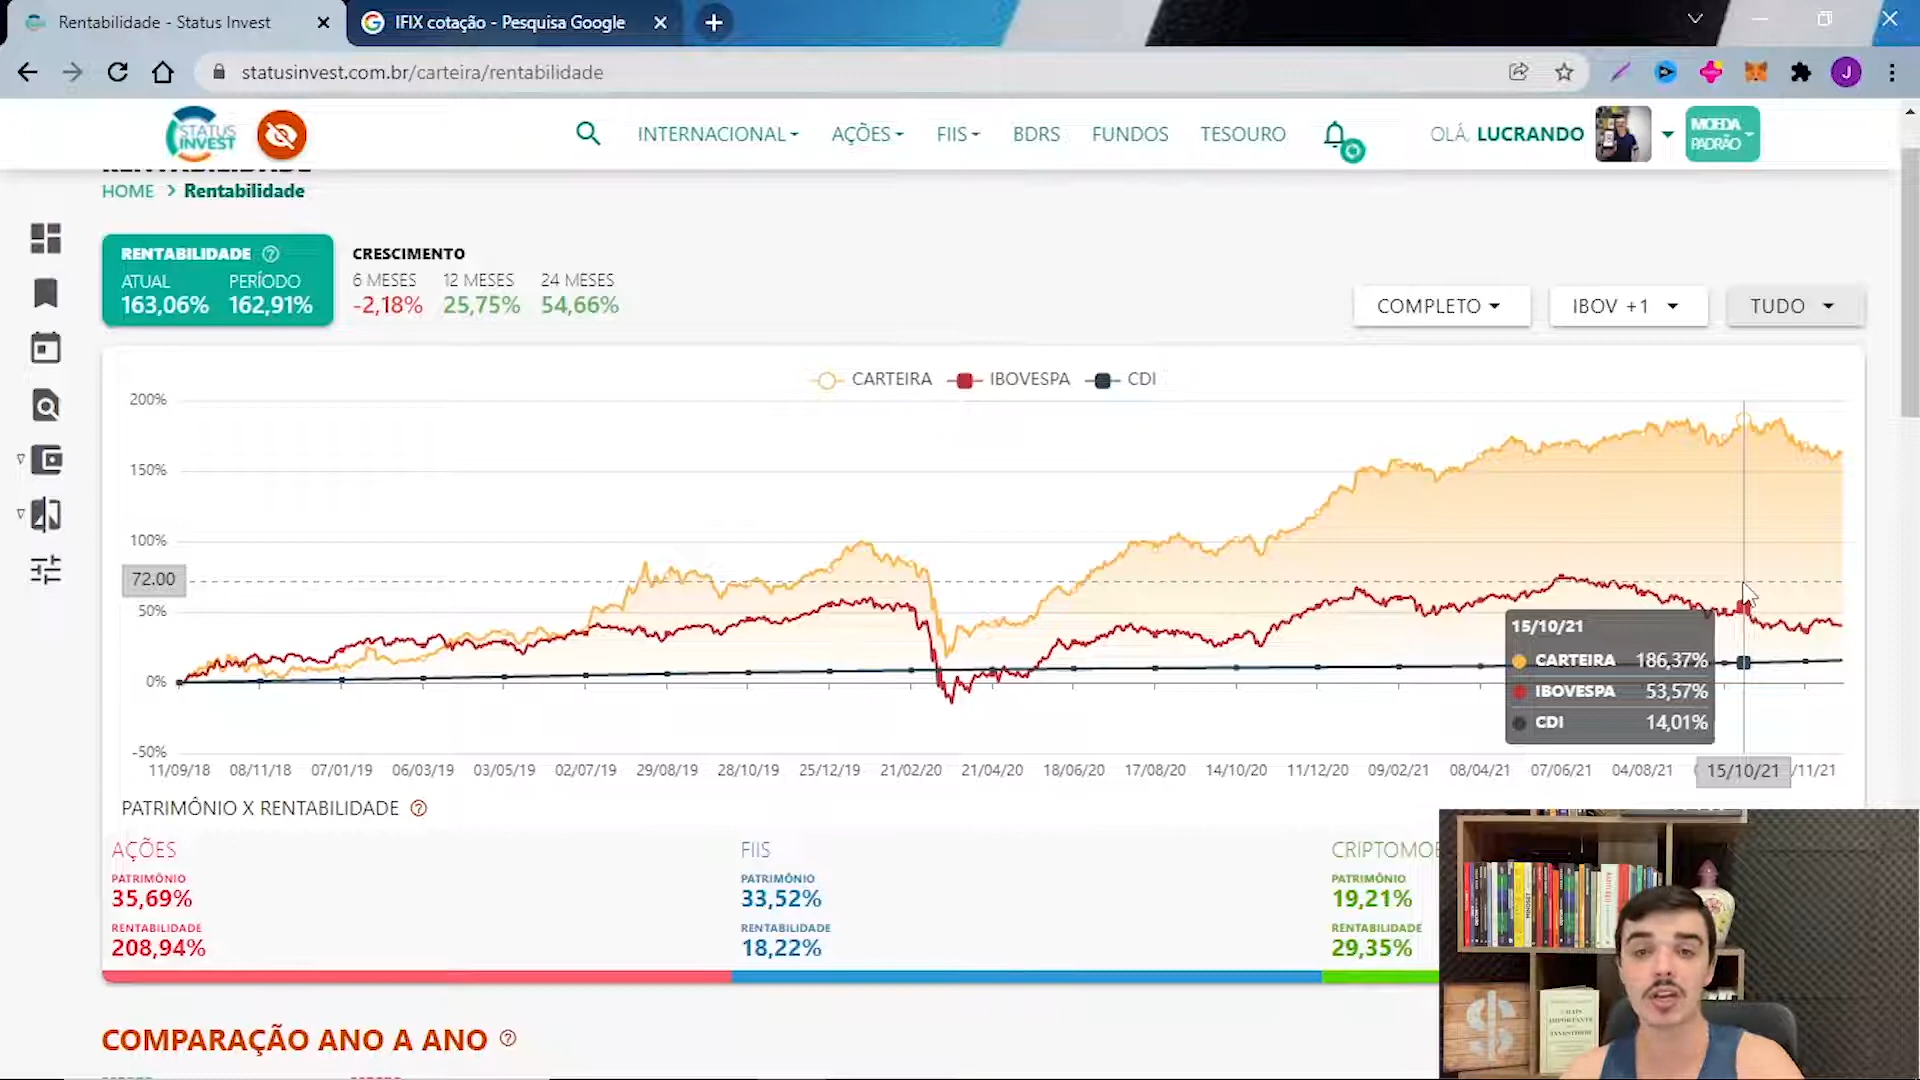 Rentabilidade - Status Invest
IFIX cotação - Pesquisa Google
statusinvest.com.br/carteira/rentabilidade
J
STATUS
INVEST
INTERNACIONAL
AÇÕES
FIIS
BDRS
FUNDOS
TESOURO
OLÁ, LUCRANDO
MOEDA
PADRÃO
RENTABILIDADE
HOME > Rentabilidade
RENTABILIDADE ?
ATUAL PERÍODO
163,06% 162,91%
CRESCIMENTO
6 MESES 12 MESES 24 MESES
-2,18% 25,75% 54,66%
COMPLETO
IBOV +1
TUDO
CARTEIRA IBOVESPA CDI
200%
150%
100%
72.00
50%
0%
-50%
15/10/21
CARTEIRA 186,37%
IBOVESPA 53,57%
CDI 14,01%
11/09/18 08/11/18 07/01/19 06/03/19 03/05/19 02/07/19 29/08/19 28/10/19 25/12/19 21/02/20 21/04/20 18/06/20 17/08/20 14/10/20 11/12/20 09/02/21 08/04/21 07/06/21 04/08/21 15/10/21 /11/21
PATRIMÔNIO X RENTABILIDADE ?
AÇÕES
PATRIMÔNIO
35,69%
RENTABILIDADE
208,94%
FIIS
PATRIMÔNIO
33,52%
RENTABILIDADE
18,22%
CRIPTOMOE
PATRIMÔNIO
19,21%
RENTABILIDADE
29,35%
COMPARAÇÃO ANO A ANO ?